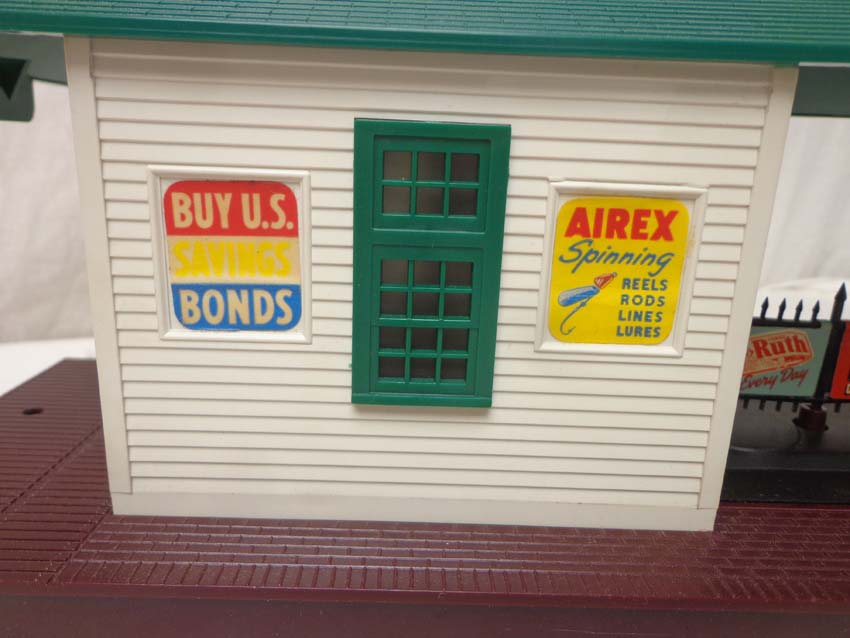 BUY U.S.
SAVINGS
BONDS
AIREX
Spinning
REELS
RODS
LINES
LURES
Ruth
Every Day